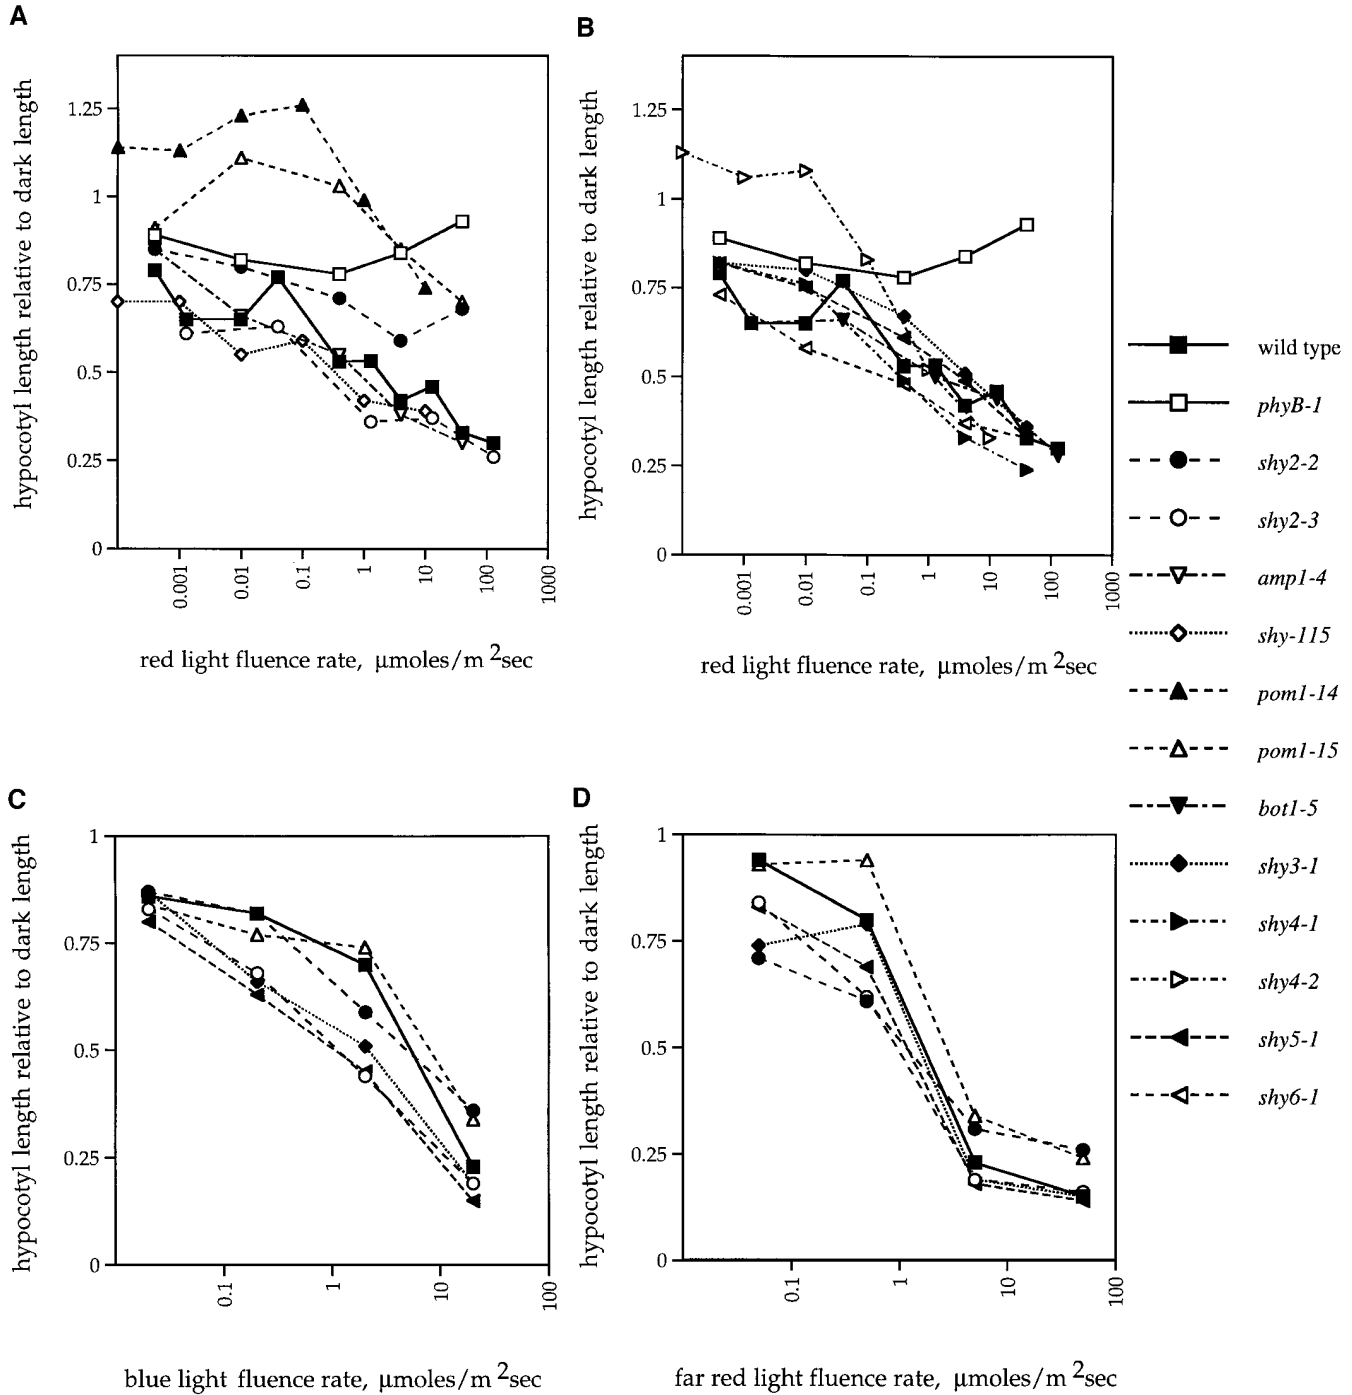 A
hypocotyl length relative to dark length
1.25
1
0.75
0.5
0.25
0
0.001
0.01
0.1
1
10
100
1000
red light fluence rate, µmoles/m 2sec
B
hypocotyl length relative to dark length
1.25
1
0.75
0.5
0.25
0
0.001
0.01
0.1
1
10
100
1000
red light fluence rate, µmoles/m 2sec
wild type
phyB-1
shy2-2
shy2-3
amp1-4
shy-115
pom1-14
pom1-15
bot1-5
shy3-1
shy4-1
shy4-2
shy5-1
shy6-1
C
hypocotyl length relative to dark length
1
0.75
0.5
0.25
0
0.1
1
10
100
blue light fluence rate, µmoles/m 2sec
D
hypocotyl length relative to dark length
1
0.75
0.5
0.25
0
0.1
1
10
100
far red light fluence rate, µmoles/m 2sec